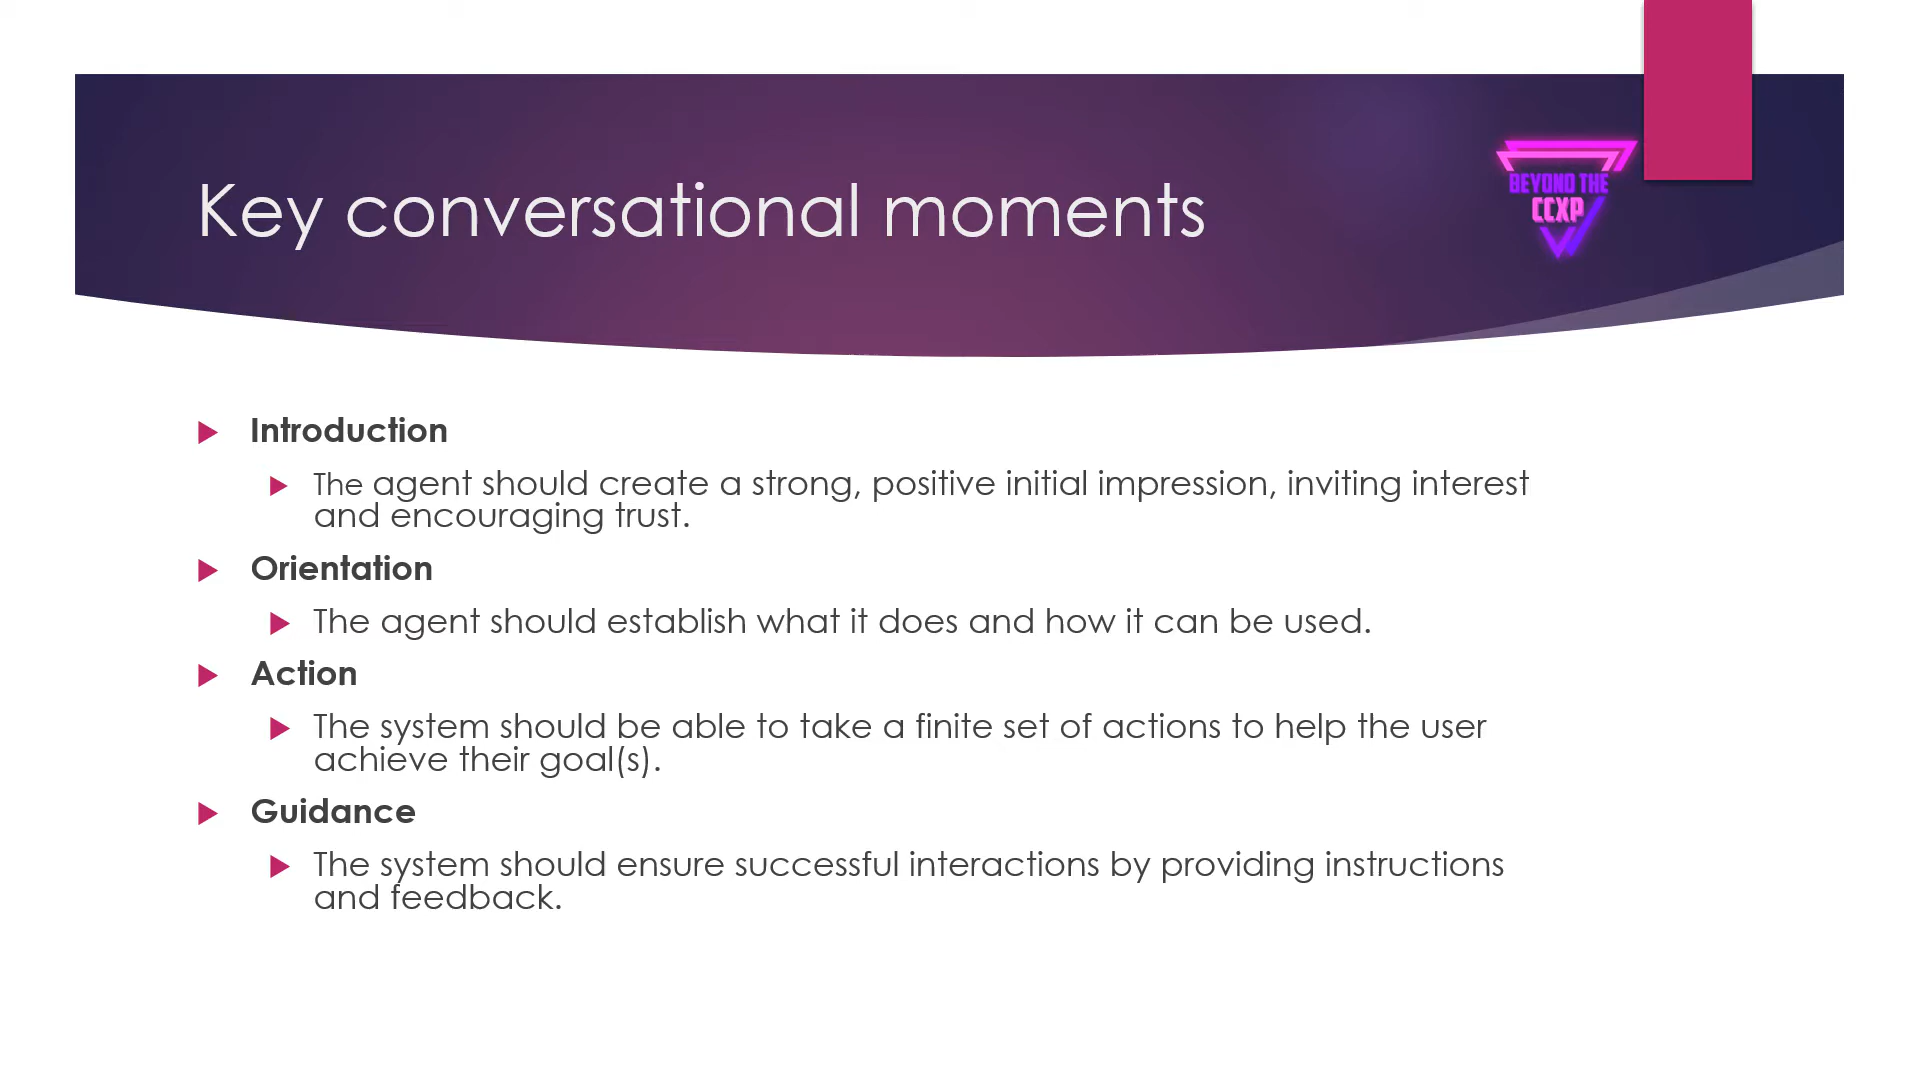 Key conversational moments
BEYOND THE
CCXP
Introduction
The agent should create a strong, positive initial impression, inviting interest
and encouraging trust.
Orientation
The agent should establish what it does and how it can be used.
Action
The system should be able to take a finite set of actions to help the user
achieve their goal(s).
Guidance
The system should ensure successful interactions by providing instructions
and feedback.